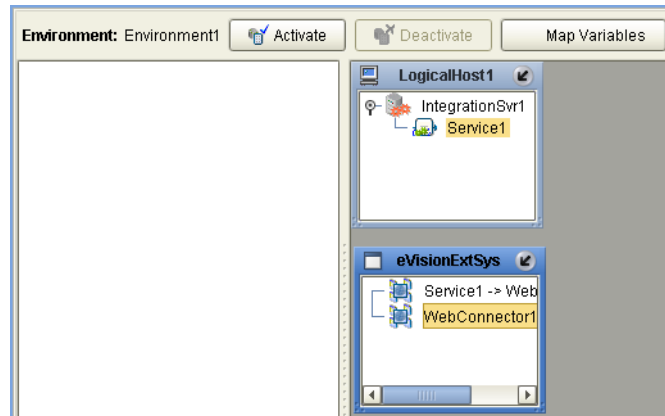 Environment: Environment1 Activate Deactivate Map Variables
LogicalHost1
IntegrationSvr1
Service1
eVisionExtSys
Service1 -> Web
WebConnector1